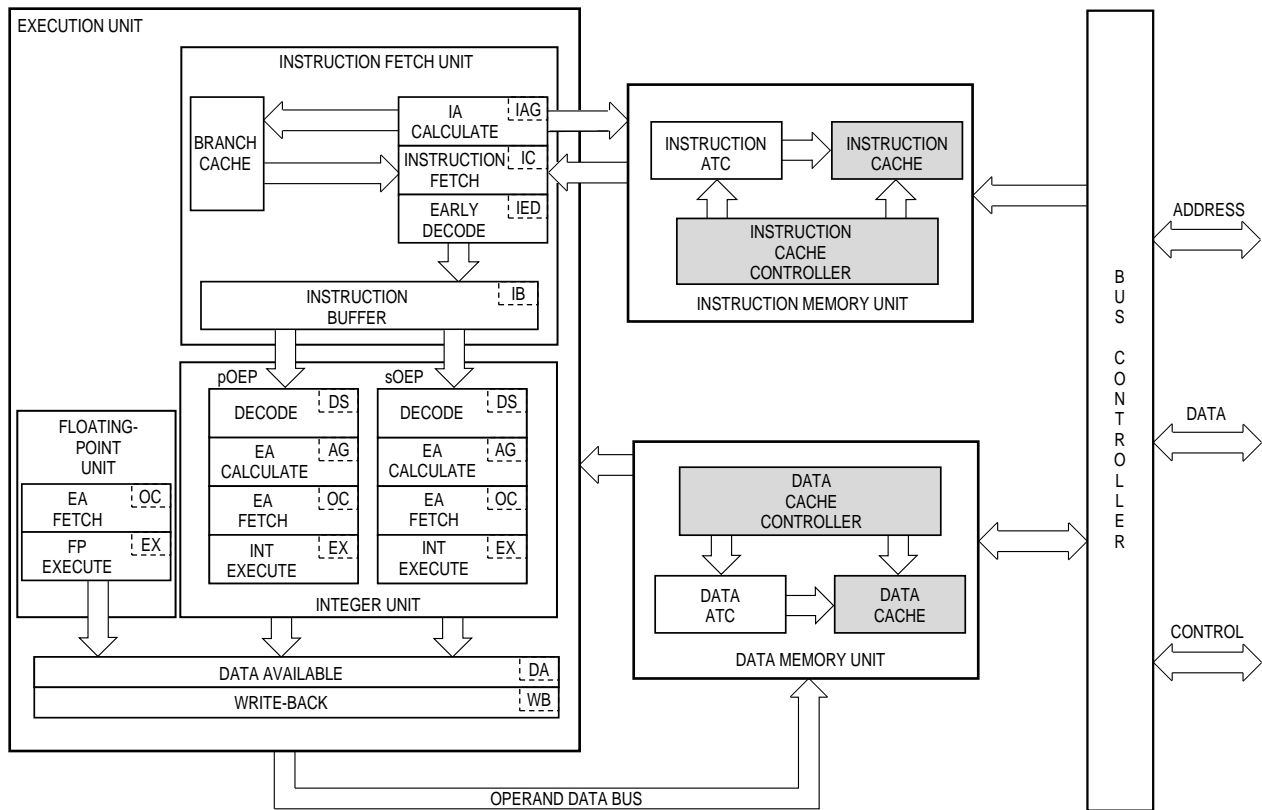 EXECUTION UNIT
INSTRUCTION FETCH UNIT
BRANCH
CACHE
IA
CALCULATE
IAG
INSTRUCTION
FETCH
IC
EARLY
DECODE
IED
INSTRUCTION
BUFFER
IB
pOEP
sOEP
DECODE
DS
DECODE
DS
EA
CALCULATE
AG
EA
CALCULATE
AG
EA
FETCH
OC
EA
FETCH
OC
INT
EXECUTE
EX
INT
EXECUTE
EX
INTEGER UNIT
FLOATING-
POINT
UNIT
EA
FETCH
OC
FP
EXECUTE
EX
DATA AVAILABLE
DA
WRITE-BACK
WB
INSTRUCTION
ATC
INSTRUCTION
CACHE
INSTRUCTION
CACHE
CONTROLLER
INSTRUCTION MEMORY UNIT
DATA
CACHE
CONTROLLER
DATA
ATC
DATA
CACHE
DATA MEMORY UNIT
OPERAND DATA BUS
BUS CONTROLLER
ADDRESS
DATA
CONTROL